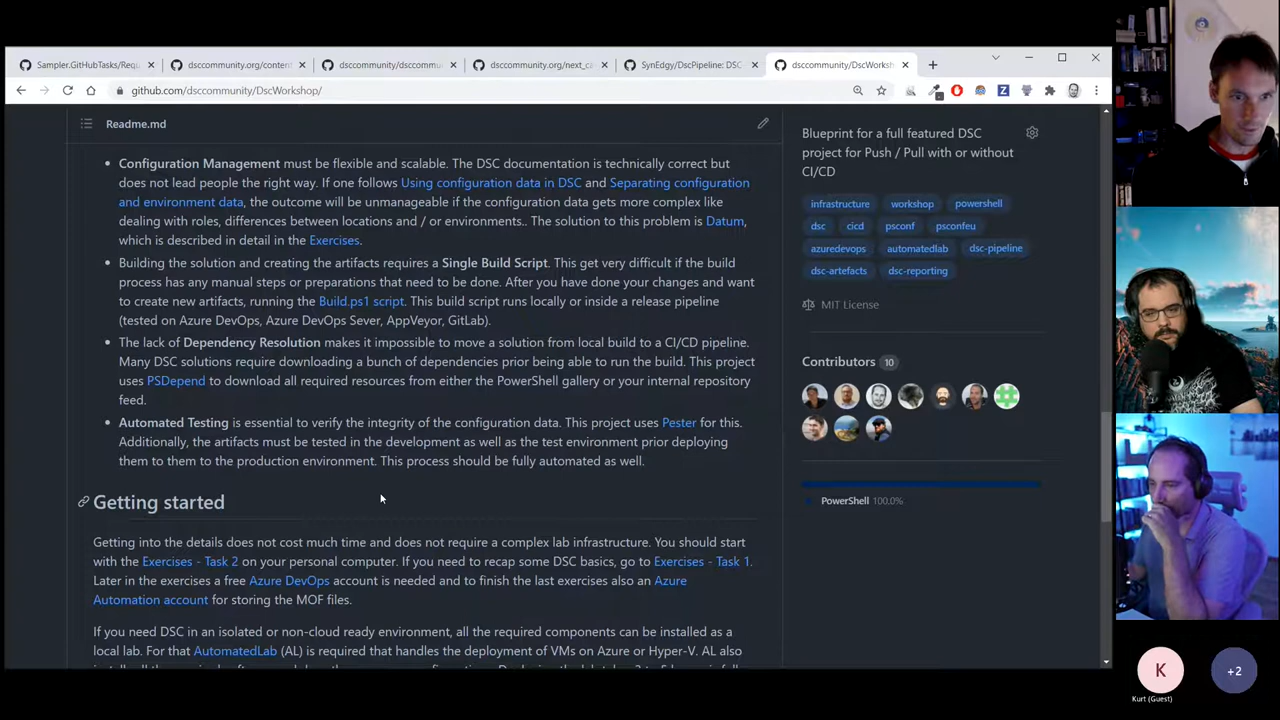 Sampler.GitHubTasks/Requ
dsccommunity.org/conten
dsccommunity/dsccommu
dsccommunity.org/next_ca
SynEdgy/DscPipeline: DSC
dsccommunity/DscWorksh
github.com/dsccommunity/DscWorkshop/
Readme.md
Configuration Management must be flexible and scalable. The DSC documentation is technically correct but
does not lead people the right way. If one follows Using configuration data in DSC and Separating configuration
and environment data, the outcome will be unmanageable if the configuration data gets more complex like
dealing with roles, differences between locations and / or environments.. The solution to this problem is Datum,
which is described in detail in the Exercises.
Building the solution and creating the artifacts requires a Single Build Script. This get very difficult if the build
process has any manual steps or preparations that need to be done. After you have done your changes and want
to create new artifacts, running the Build.ps1 script. This build script runs locally or inside a release pipeline
(tested on Azure DevOps, Azure DevOps Sever, AppVeyor, GitLab).
The lack of Dependency Resolution makes it impossible to move a solution from local build to a CI/CD pipeline.
Many DSC solutions require downloading a bunch of dependencies prior being able to run the build. This project
uses PSDepend to download all required resources from either the PowerShell gallery or your internal repository
feed.
Automated Testing is essential to verify the integrity of the configuration data. This project uses Pester for this.
Additionally, the artifacts must be tested in the development as well as the test environment prior deploying
them to them to the production environment. This process should be fully automated as well.
Getting started
Getting into the details does not cost much time and does not require a complex lab infrastructure. You should start
with the Exercises - Task 2 on your personal computer. If you need to recap some DSC basics, go to Exercises - Task 1.
Later in the exercises a free Azure DevOps account is needed and to finish the last exercises also an Azure
Automation account for storing the MOF files.
If you need DSC in an isolated or non-cloud ready environment, all the required components can be installed as a
local lab. For that AutomatedLab (AL) is required that handles the deployment of VMs on Azure or Hyper-V. AL also
Blueprint for a full featured DSC
project for Push / Pull with or without
CI/CD
infrastructure workshop powershell
dsc cicd psconf psconfeu
azuredevops automatedlab dsc-pipeline
dsc-artefacts dsc-reporting
MIT License
Contributors 10
PowerShell 100.0%
K
+2
Kurt (Guest)